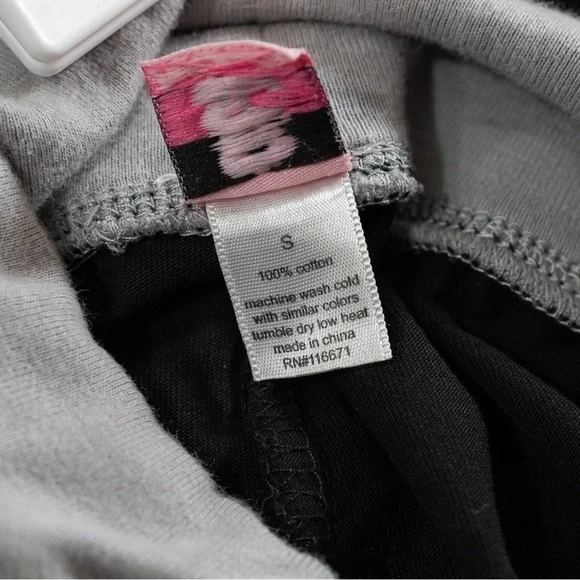 S
100% cotton
machine wash cold
with similar colors
tumble dry low heat
made in china
RN#116671